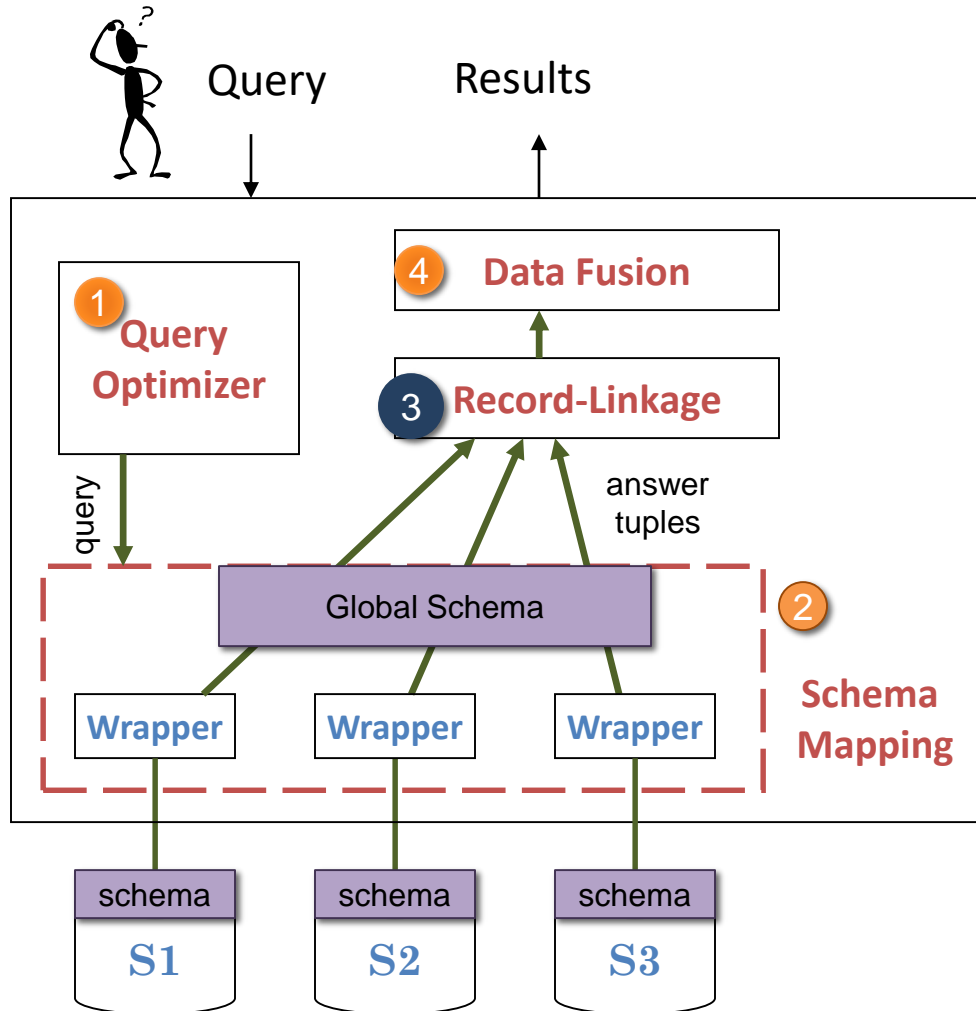 ?
Query
Results
4
Data Fusion
1
Query
Optimizer
3
Record-Linkage
query
answer
tuples
Global Schema
2
Schema
Mapping
Wrapper
Wrapper
Wrapper
schema
schema
schema
S1
S2
S3